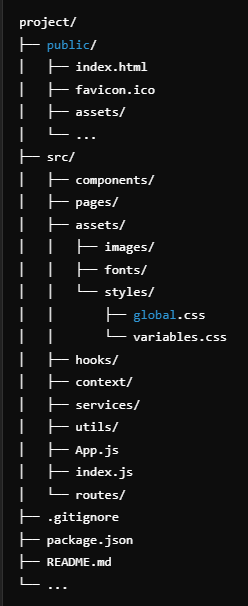 project/
├── public/
│   ├── index.html
│   ├── favicon.ico
│   ├── assets/
│   └── ...
├── src/
│   ├── components/
│   ├── pages/
│   ├── assets/
│   │   ├── images/
│   │   ├── fonts/
│   │   └── styles/
│   │       ├── global.css
│   │       └── variables.css
│   ├── hooks/
│   ├── context/
│   ├── services/
│   ├── utils/
│   ├── App.js
│   ├── index.js
│   └── routes/
├── .gitignore
├── package.json
├── README.md
└── ...